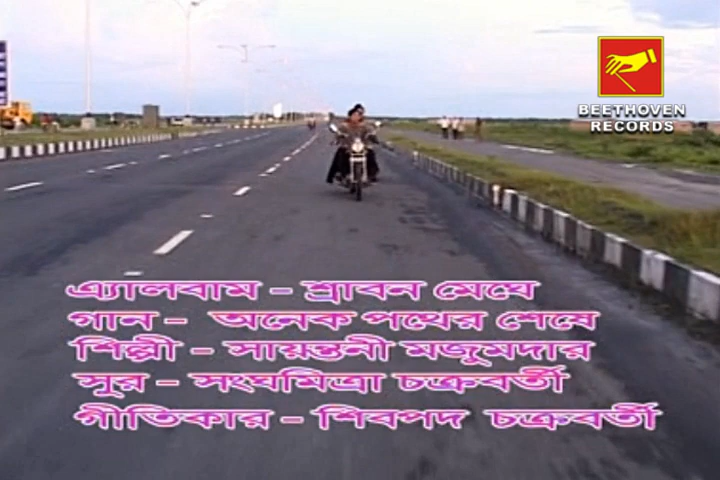 BEETHOVEN
RECORDS
এ্যালবাম - শ্রাবন মেঘে
গান - অনেক পথের শেষে
শিল্পী - সায়ন্তনী মজুমদার
সুর - সংঘমিত্রা চক্রবর্তী
গীতিকার - শিবপদ চক্রবর্তী